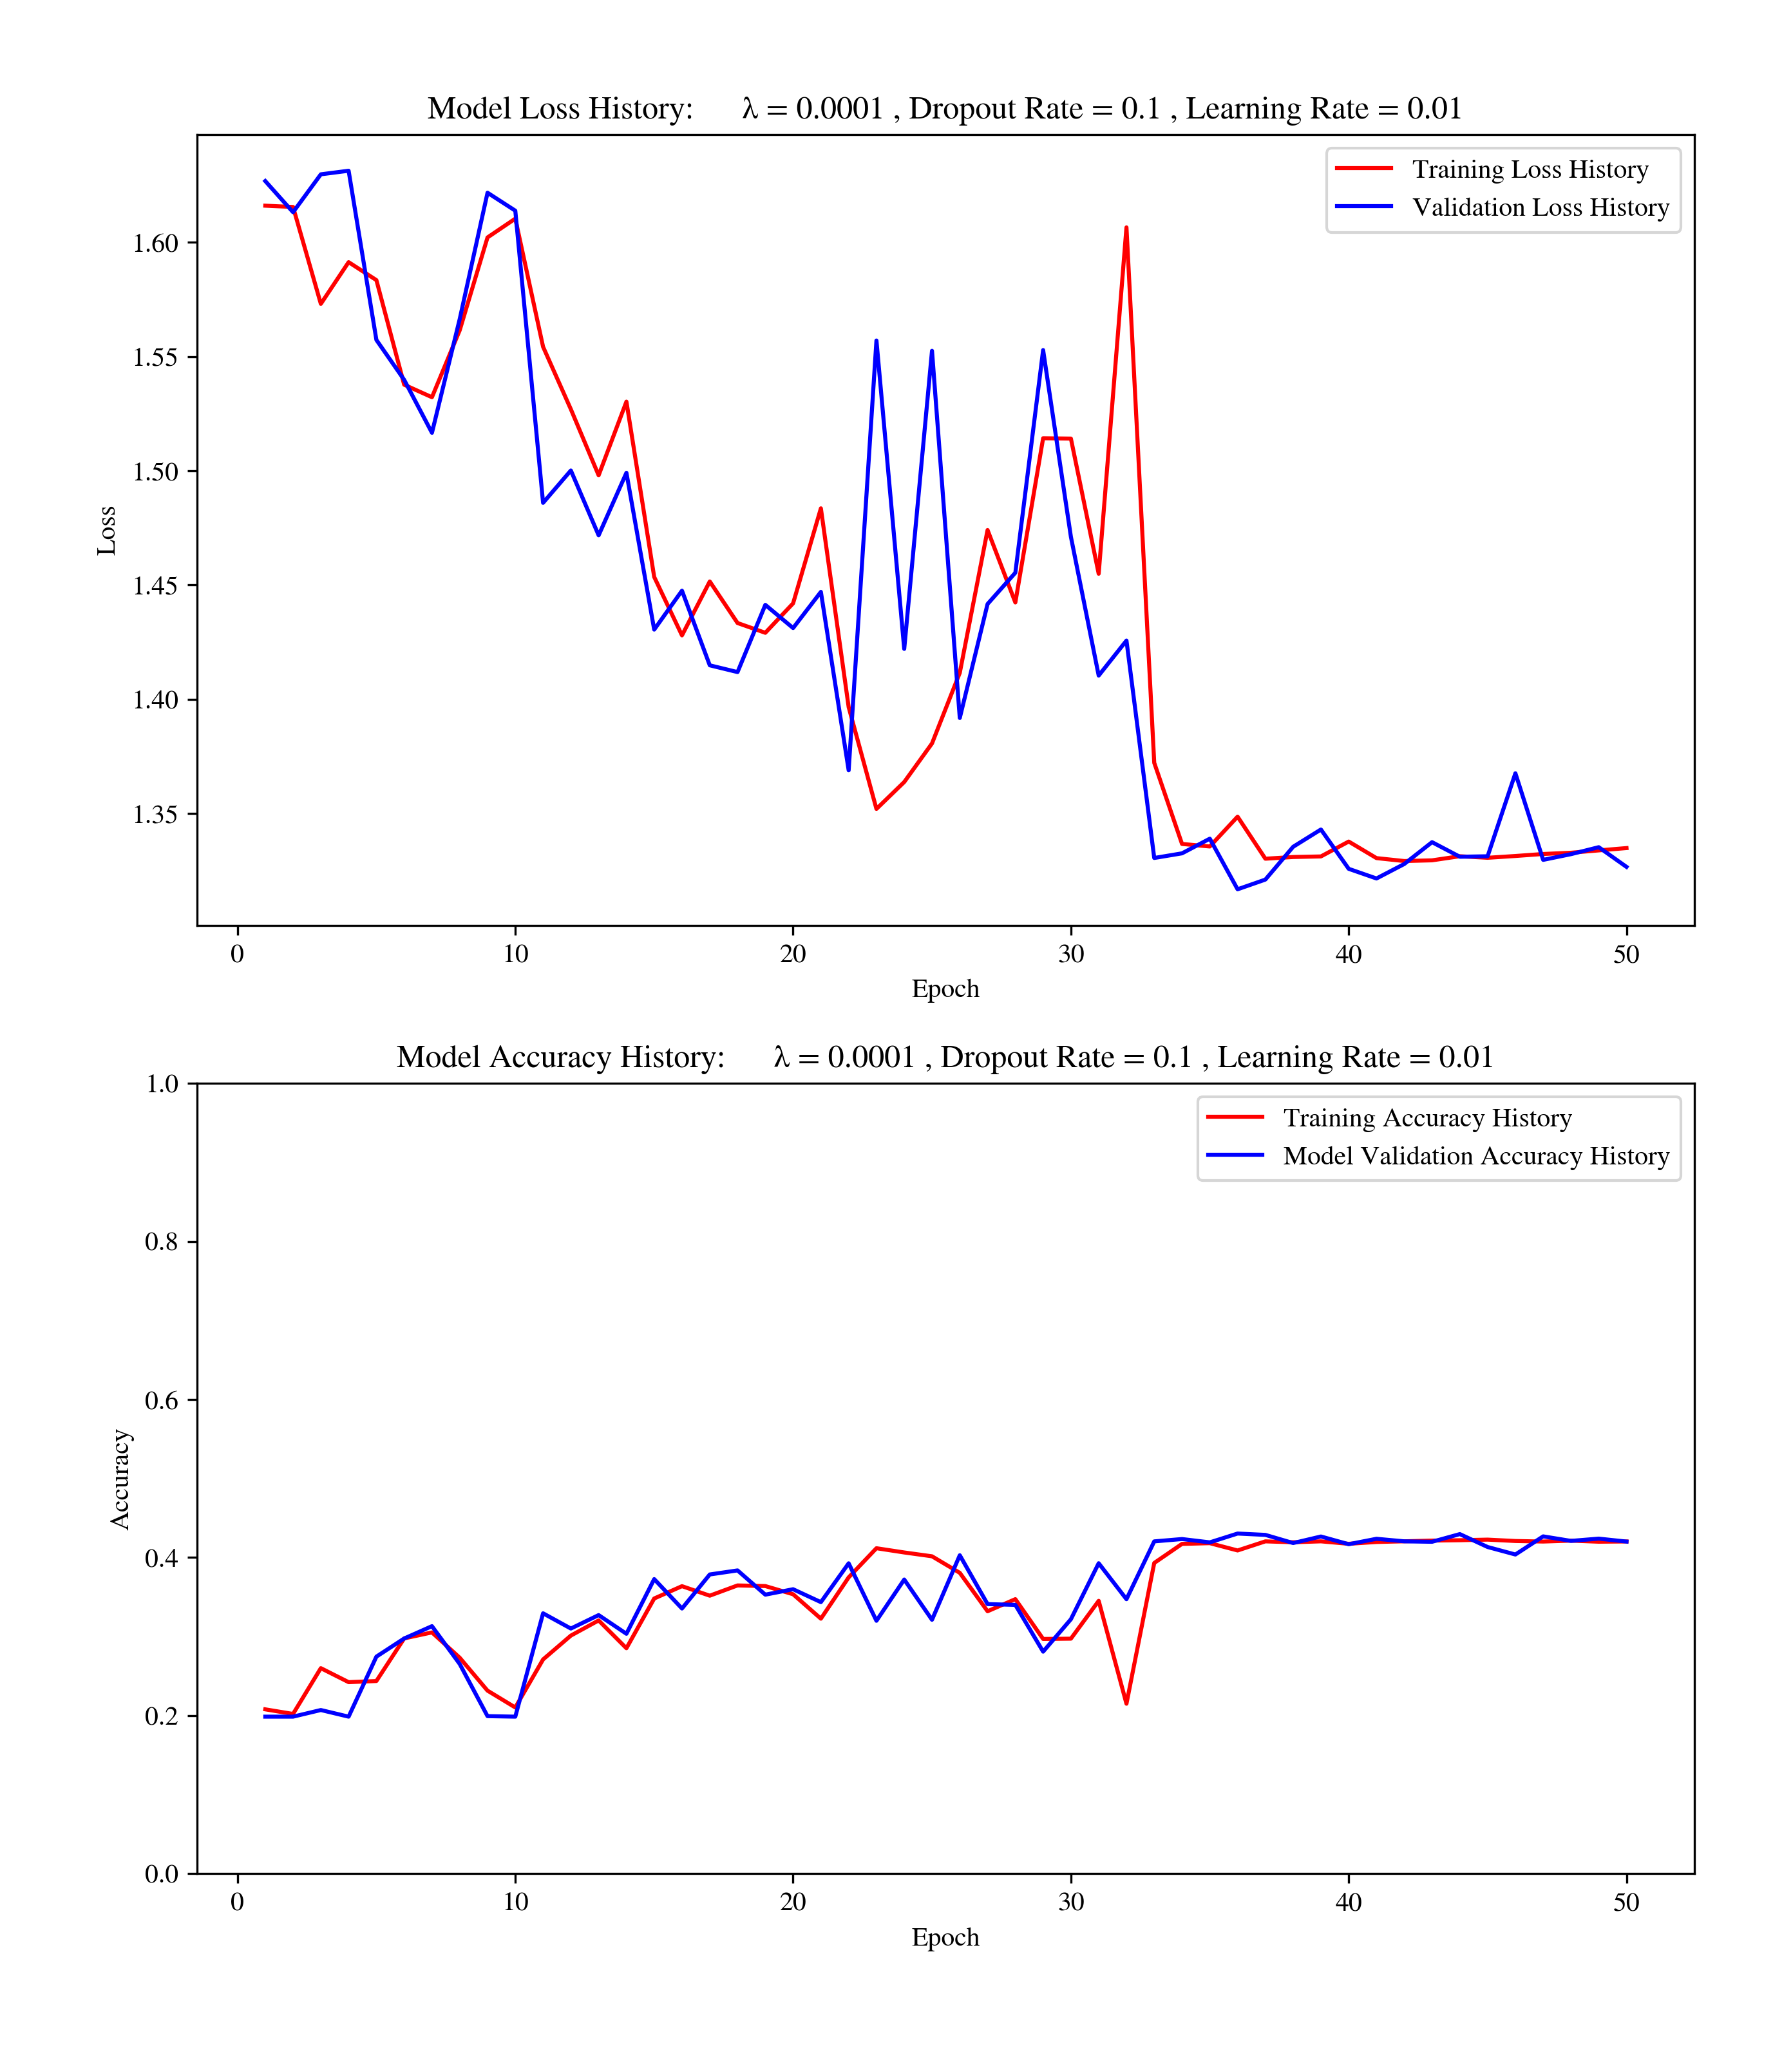 Model Loss History: λ = 0.0001 , Dropout Rate = 0.1 , Learning Rate = 0.01
Training Loss History
Validation Loss History
1.60
1.55
1.50
1.45
1.40
1.35
Loss
0 10 20 30 40 50
Epoch
Model Accuracy History: λ = 0.0001 , Dropout Rate = 0.1 , Learning Rate = 0.01
Training Accuracy History
Model Validation Accuracy History
1.0
0.8
0.6
0.4
0.2
0.0
Accuracy
0 10 20 30 40 50
Epoch